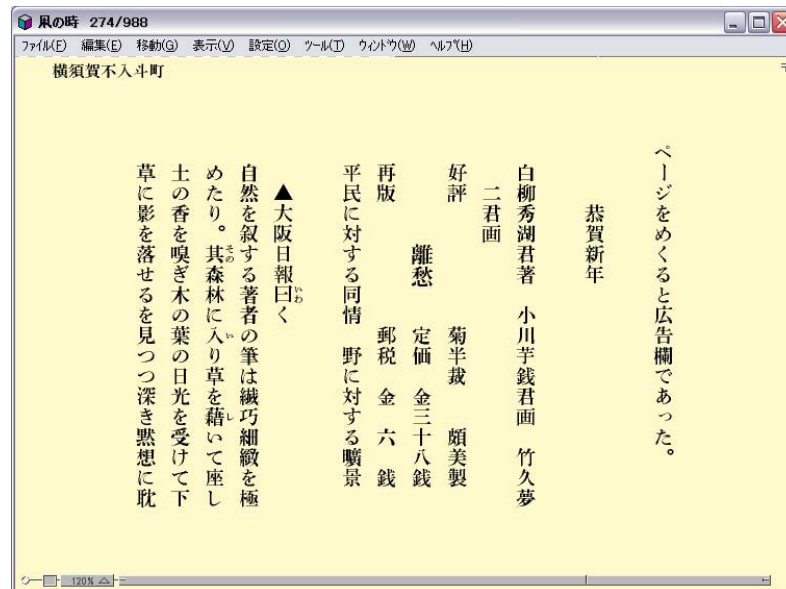 凧の時 274/988
ファイル(F) 編集(E) 移動(G) 表示(V) 設定(O) ツール(T) ウィンドウ(W) ヘルプ(H)
横須賀不入斗町
ページをめくると広告欄であった。
恭賀新年
白柳秀湖君著 小川芋銭君画 竹久夢
二君画
好評 菊半裁 頗美製
離愁 定価 金三十八銭
再版 郵税 金 六 銭
平民に対する同情 野に対する曠景
▲大阪日報曰く
自然を叙する著者の筆は繊巧細緻を極
めたり。其森林に入り草を藉いて座し
土の香を嗅ぎ木の葉の日光を受けて下
草に影を落せるを見つつ深き黙想に耽
120%